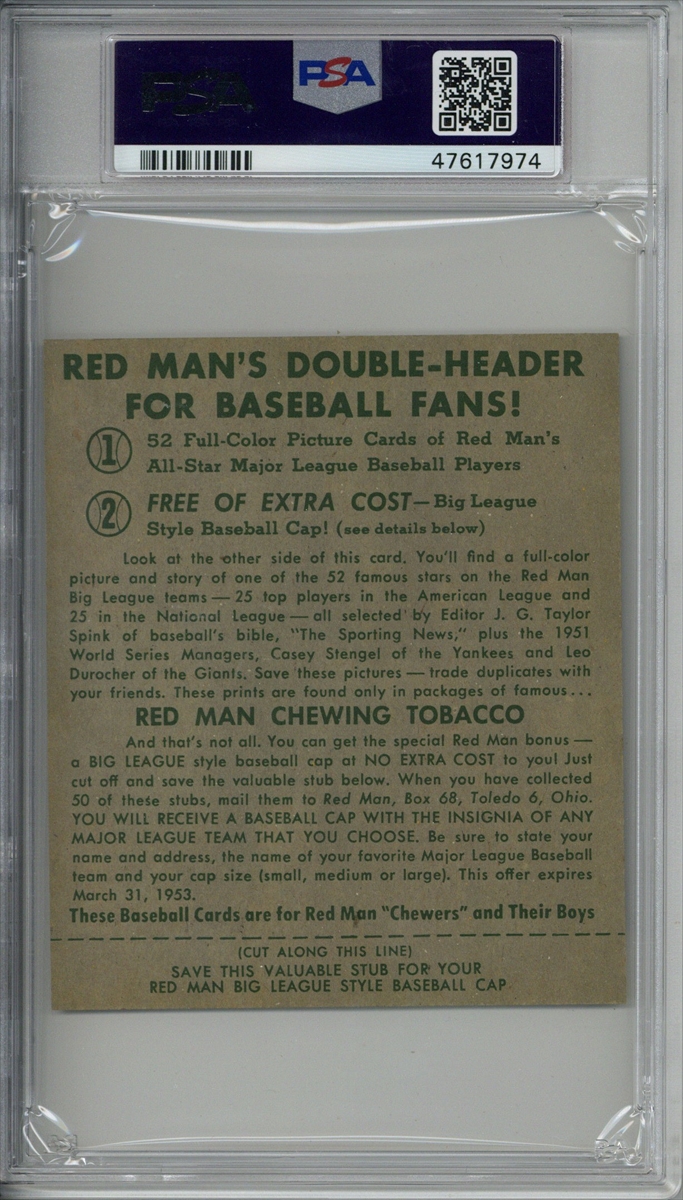 PSA PSA
47617974
RED MAN'S DOUBLE-HEADER
FOR BASEBALL FANS!
1 52 Full-Color Picture Cards of Red Man's
All-Star Major League Baseball Players
2 FREE OF EXTRA COST—Big League
Style Baseball Cap! (see details below)
Look at the other side of this card. You'll find a full-color
picture and story of one of the 52 famous stars on the Red Man
Big League teams — 25 top players in the American League and
25 in the National League — all selected by Editor J. G. Taylor
Spink of baseball's bible, "The Sporting News," plus the 1951
World Series Managers, Casey Stengel of the Yankees and Leo
Durocher of the Giants. Save these pictures — trade duplicates with
your friends. These prints are found only in packages of famous...
RED MAN CHEWING TOBACCO
And that's not all. You can get the special Red Man bonus —
a BIG LEAGUE style baseball cap at NO EXTRA COST to you! Just
cut off and save the valuable stub below. When you have collected
50 of these stubs, mail them to Red Man, Box 68, Toledo 6, Ohio.
YOU WILL RECEIVE A BASEBALL CAP WITH THE INSIGNIA OF ANY
MAJOR LEAGUE TEAM THAT YOU CHOOSE. Be sure to state your
name and address, the name of your favorite Major League Baseball
team and your cap size (small, medium or large). This offer expires
March 31, 1953.
These Baseball Cards are for Red Man "Chewers" and Their Boys
(CUT ALONG THIS LINE)
SAVE THIS VALUABLE STUB FOR YOUR
RED MAN BIG LEAGUE STYLE BASEBALL CAP